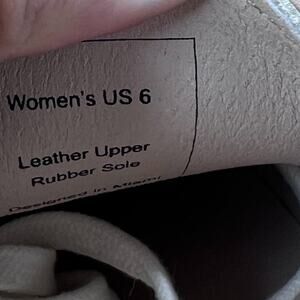 Women's US 6
Leather Upper
Rubber Sole
Designed in Miami